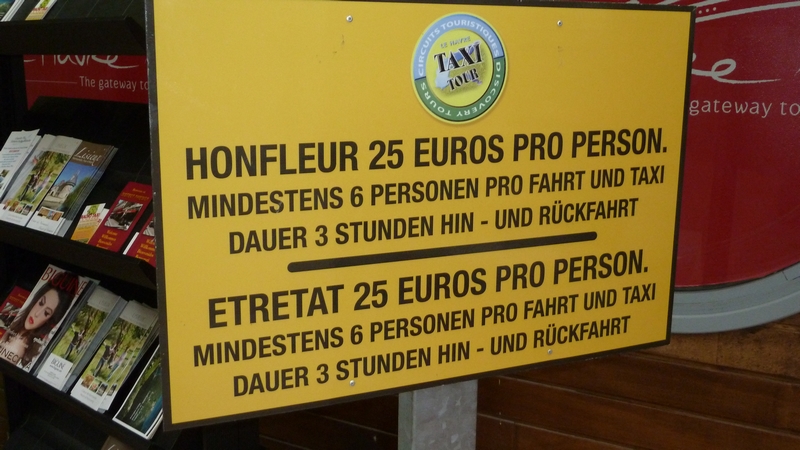 CIRCUITS TOURISTIQUES
LE HAVRE
TAXI
TOUR
DISCOVERY TOURS
HONFLEUR 25 EUROS PRO PERSON.
MINDESTENS 6 PERSONEN PRO FAHRT UND TAXI
DAUER 3 STUNDEN HIN - UND RÜCKFAHRT
ETRETAT 25 EUROS PRO PERSON.
MINDESTENS 6 PERSONEN PRO FAHRT UND TAXI
DAUER 3 STUNDEN HIN - UND RÜCKFAHRT
The gateway to
gateway to
Lisieux